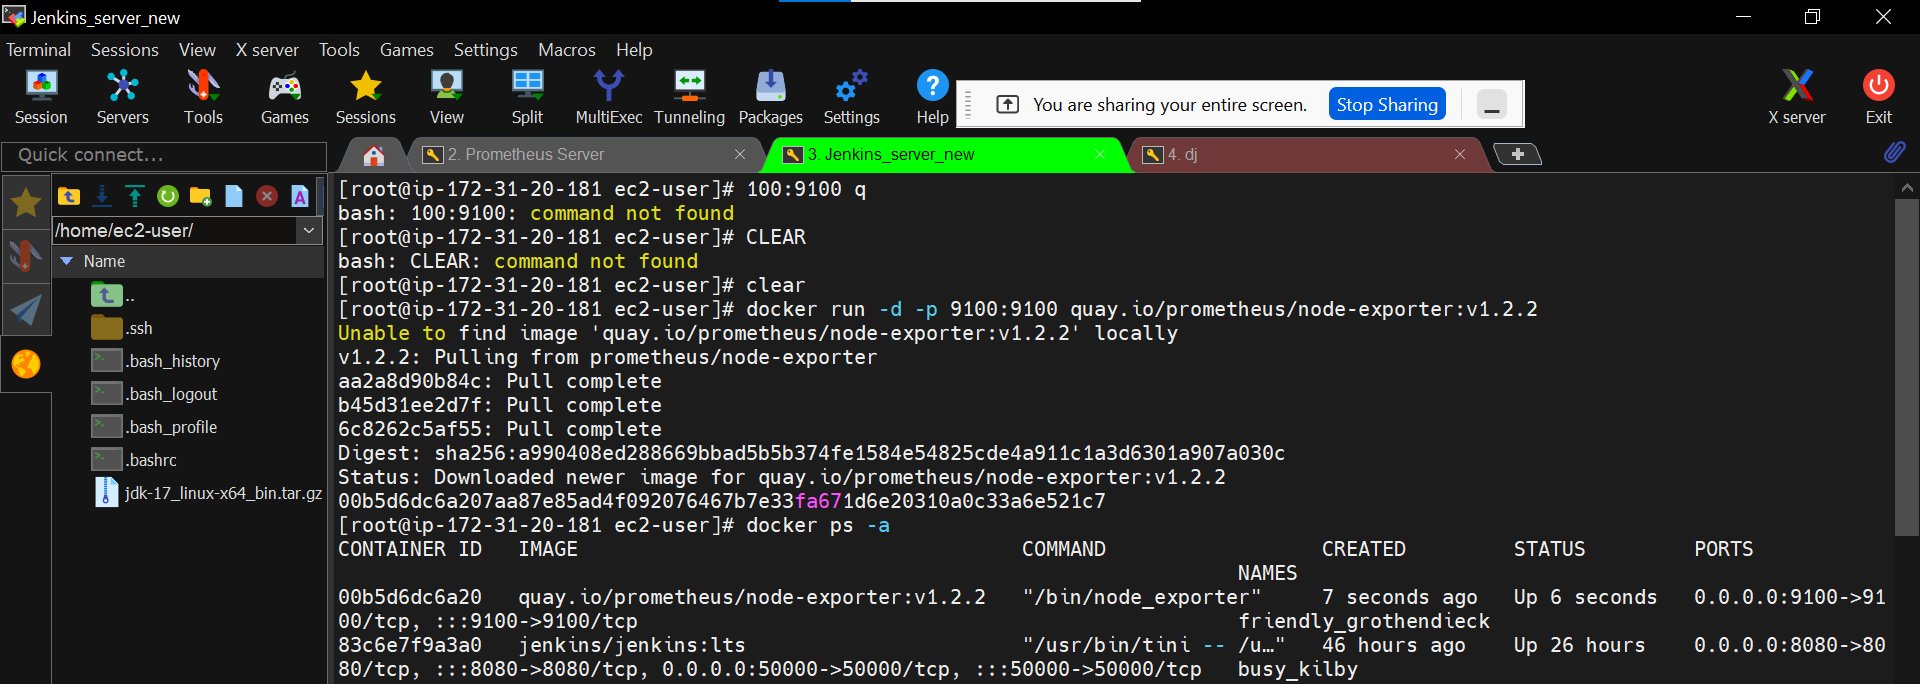 Jenkins_server_new
Terminal Sessions View X server Tools Games Settings Macros Help
Session Servers Tools Games Sessions View Split MultiExec Tunneling Packages Settings Help
You are sharing your entire screen. Stop Sharing
X server Exit
Quick connect...
2. Prometheus Server
3. Jenkins_server_new
4. dj
/home/ec2-user/
Name
..
.ssh
.bash_history
.bash_logout
.bash_profile
.bashrc
jdk-17_linux-x64_bin.tar.gz
[root@ip-172-31-20-181 ec2-user]# 100:9100 q
bash: 100:9100: command not found
[root@ip-172-31-20-181 ec2-user]# CLEAR
bash: CLEAR: command not found
[root@ip-172-31-20-181 ec2-user]# clear
[root@ip-172-31-20-181 ec2-user]# docker run -d -p 9100:9100 quay.io/prometheus/node-exporter:v1.2.2
Unable to find image 'quay.io/prometheus/node-exporter:v1.2.2' locally
v1.2.2: Pulling from prometheus/node-exporter
aa2a8d90b84c: Pull complete
b45d31ee2d7f: Pull complete
6c8262c5af55: Pull complete
Digest: sha256:a990408ed288669bbad5b5b374fe1584e54825cde4a911c1a3d6301a907a030c
Status: Downloaded newer image for quay.io/prometheus/node-exporter:v1.2.2
00b5d6dc6a207aa87e85ad4f092076467b7e33fa671d6e20310a0c33a6e521c7
[root@ip-172-31-20-181 ec2-user]# docker ps -a
CONTAINER ID IMAGE COMMAND CREATED STATUS PORTS
NAMES
00b5d6dc6a20 quay.io/prometheus/node-exporter:v1.2.2 "/bin/node_exporter" 7 seconds ago Up 6 seconds 0.0.0.0:9100->91
00/tcp, :::9100->9100/tcp friendly_grothendieck
83c6e7f9a3a0 jenkins/jenkins:lts "/usr/bin/tini -- /u…" 46 hours ago Up 26 hours 0.0.0.0:8080->80
80/tcp, :::8080->8080/tcp, 0.0.0.0:50000->50000/tcp, :::50000->50000/tcp busy_kilby